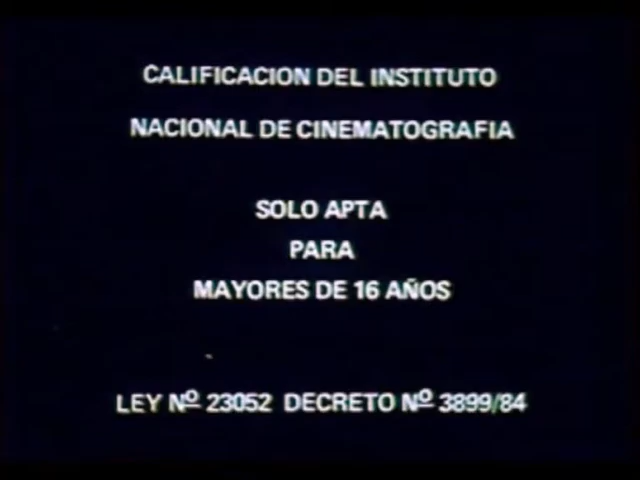 CALIFICACION DEL INSTITUTO
NACIONAL DE CINEMATOGRAFIA
SOLO APTA
PARA
MAYORES DE 16 AÑOS
LEY Nº 23052 DECRETO Nº 3899/84